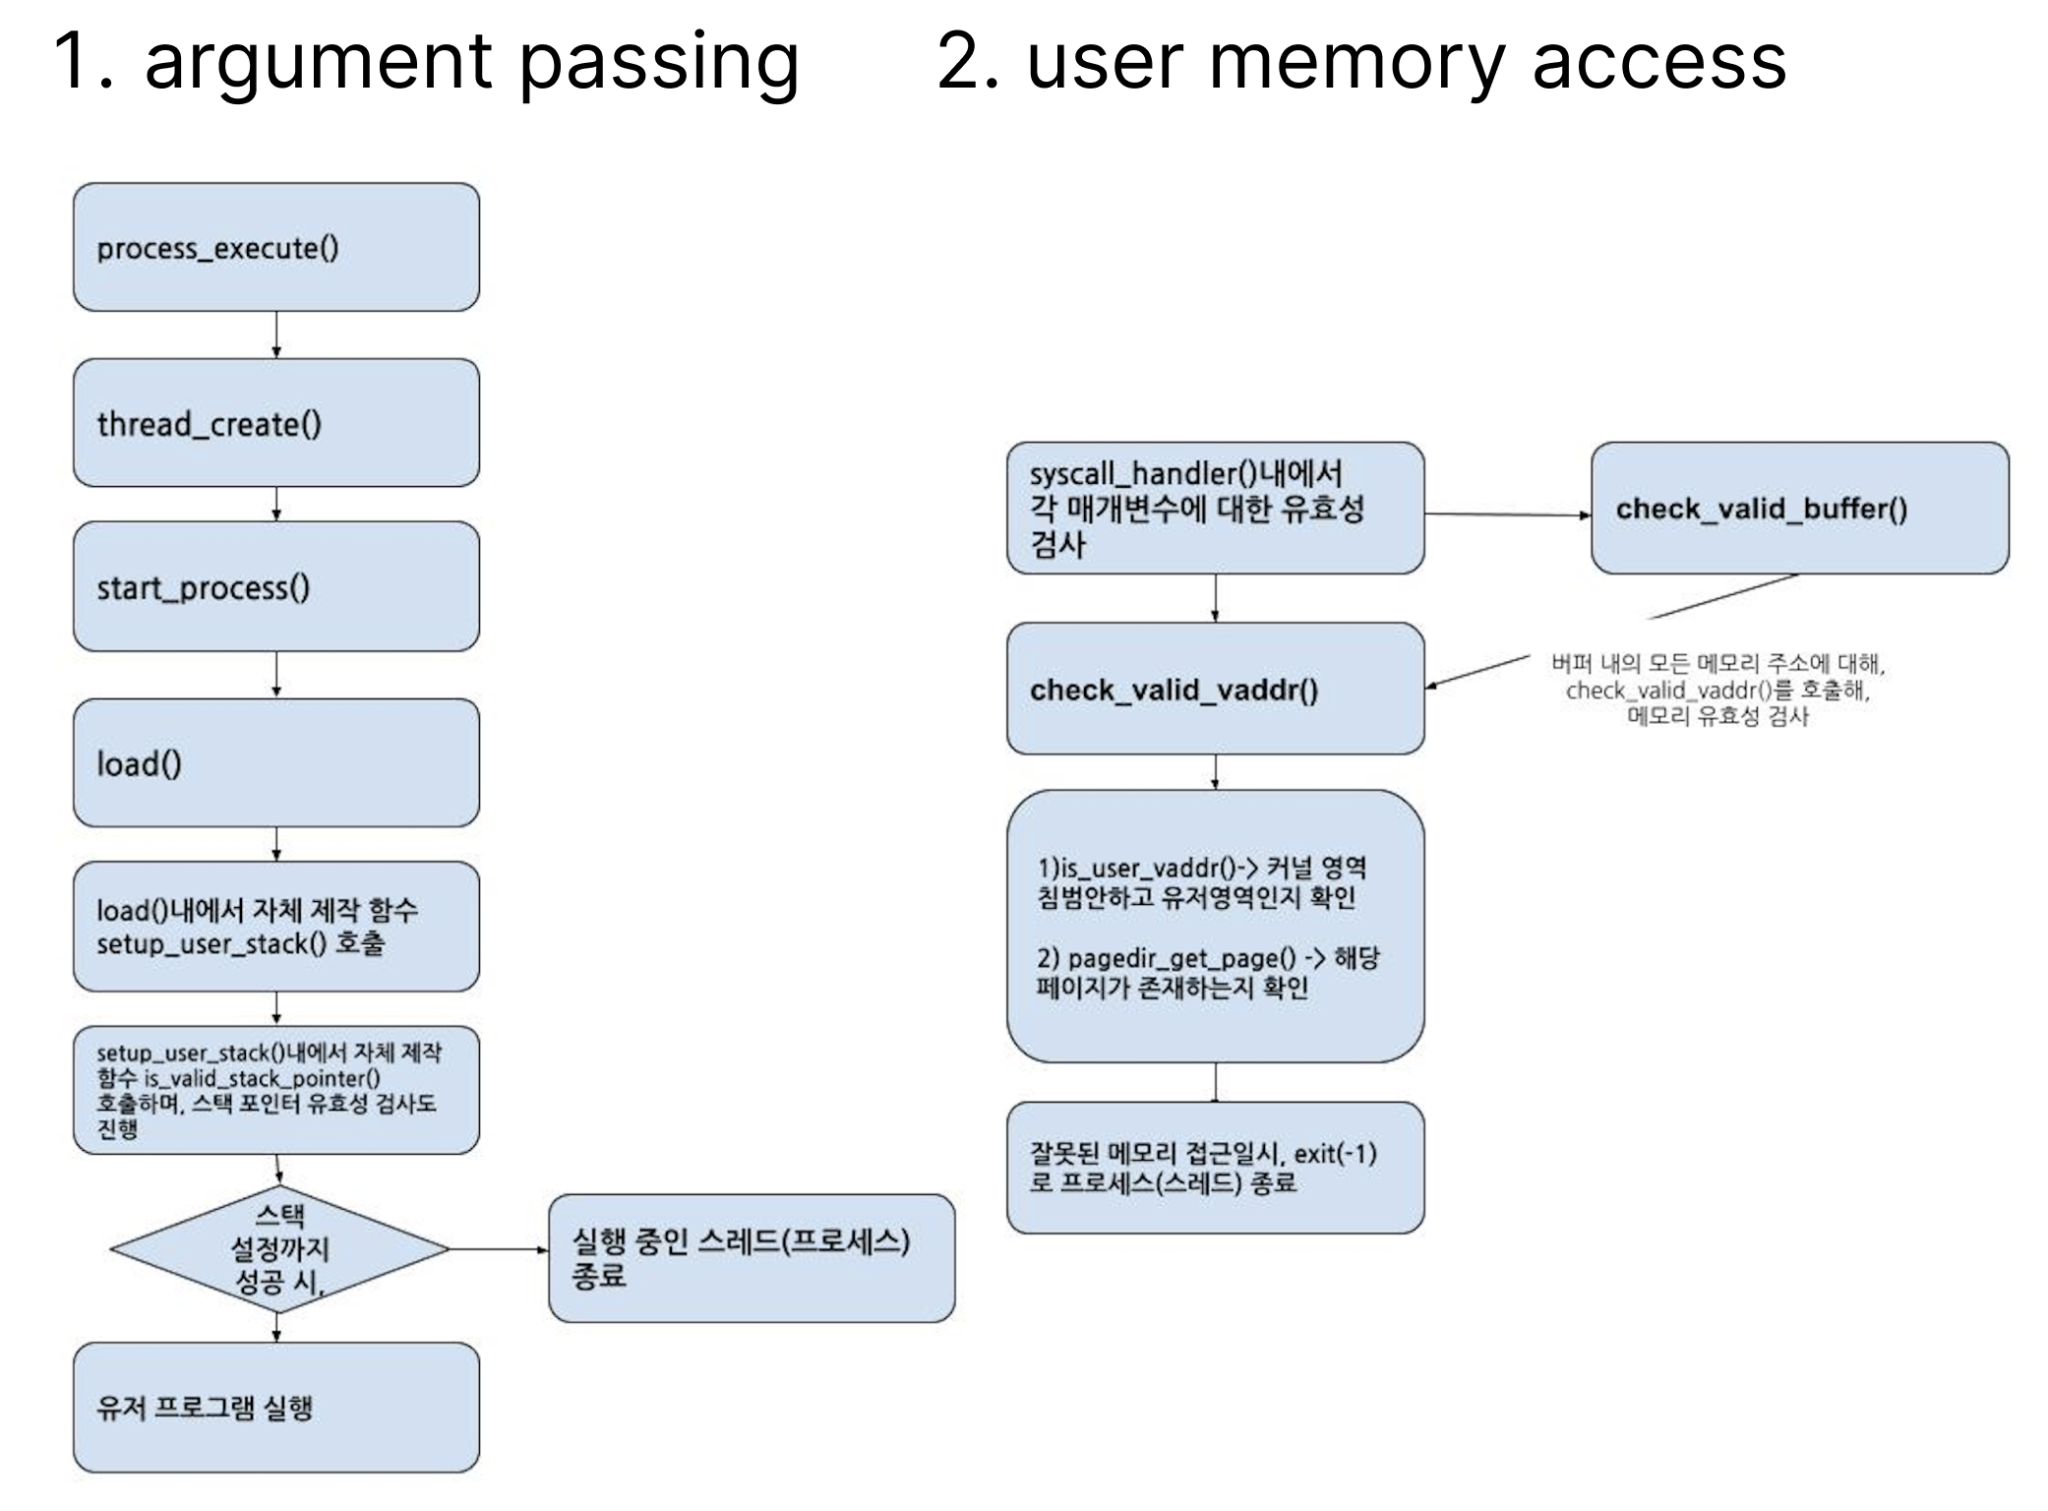 1. argument passing
process_execute()
thread_create()
start_process()
load()
load()내에서 자체 제작 함수
setup_user_stack() 호출
setup_user_stack()내에서 자체 제작
함수 is_valid_stack_pointer()
호출하며, 스택 포인터 유효성 검사도
진행
스택
설정까지
성공 시,
실행 중인 스레드(프로세스)
종료
유저 프로그램 실행
2. user memory access
syscall_handler()내에서
각 매개변수에 대한 유효성
검사
check_valid_buffer()
버퍼 내의 모든 메모리 주소에 대해,
check_valid_vaddr()를 호출해,
메모리 유효성 검사
check_valid_vaddr()
1)is_user_vaddr()-> 커널 영역
침범안하고 유저영역인지 확인
2) pagedir_get_page() -> 해당
페이지가 존재하는지 확인
잘못된 메모리 접근일시, exit(-1)
로 프로세스(스레드) 종료